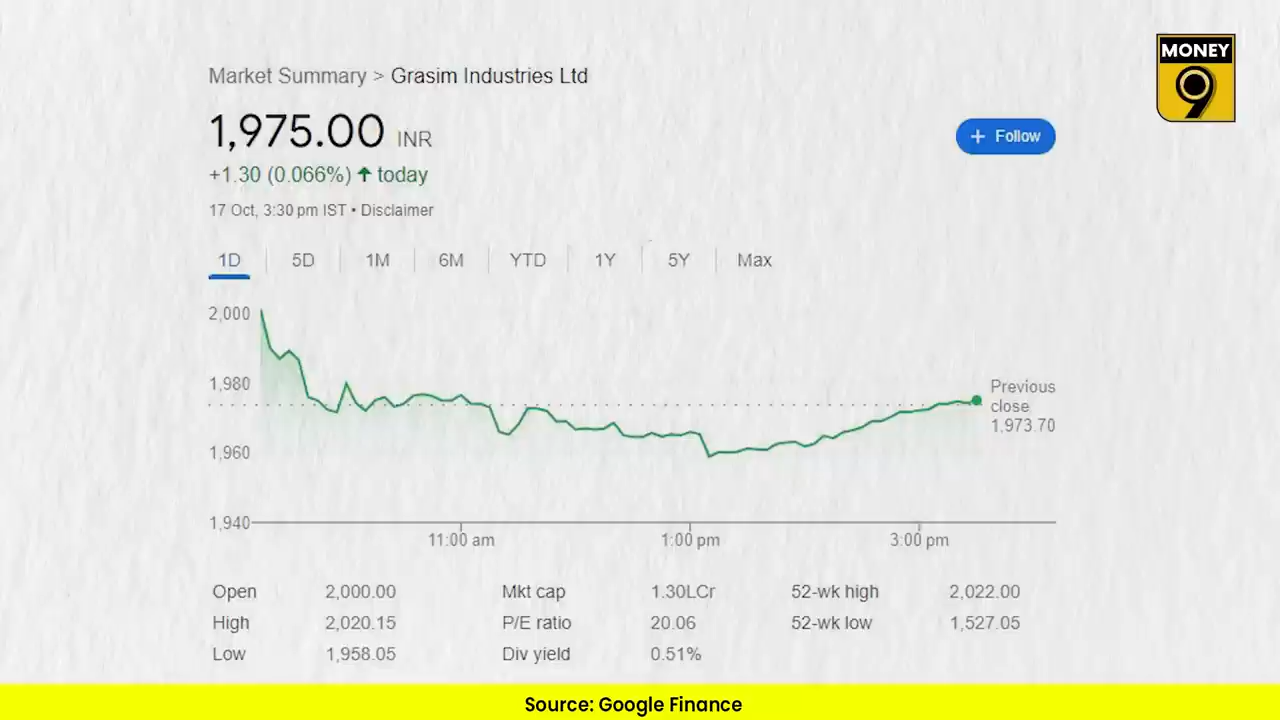 MONEY
9
Market Summary > Grasim Industries Ltd
1,975.00 INR
+ Follow
+1.30 (0.066%) ↑ today
17 Oct, 3:30 pm IST • Disclaimer
1D 5D 1M 6M YTD 1Y 5Y Max
2,000
1,980
1,960
1,940
Previous
close
1,973.70
11:00 am 1:00 pm 3:00 pm
Open 2,000.00 Mkt cap 1.30LCr 52-wk high 2,022.00
High 2,020.15 P/E ratio 20.06 52-wk low 1,527.05
Low 1,958.05 Div yield 0.51%
Source: Google Finance